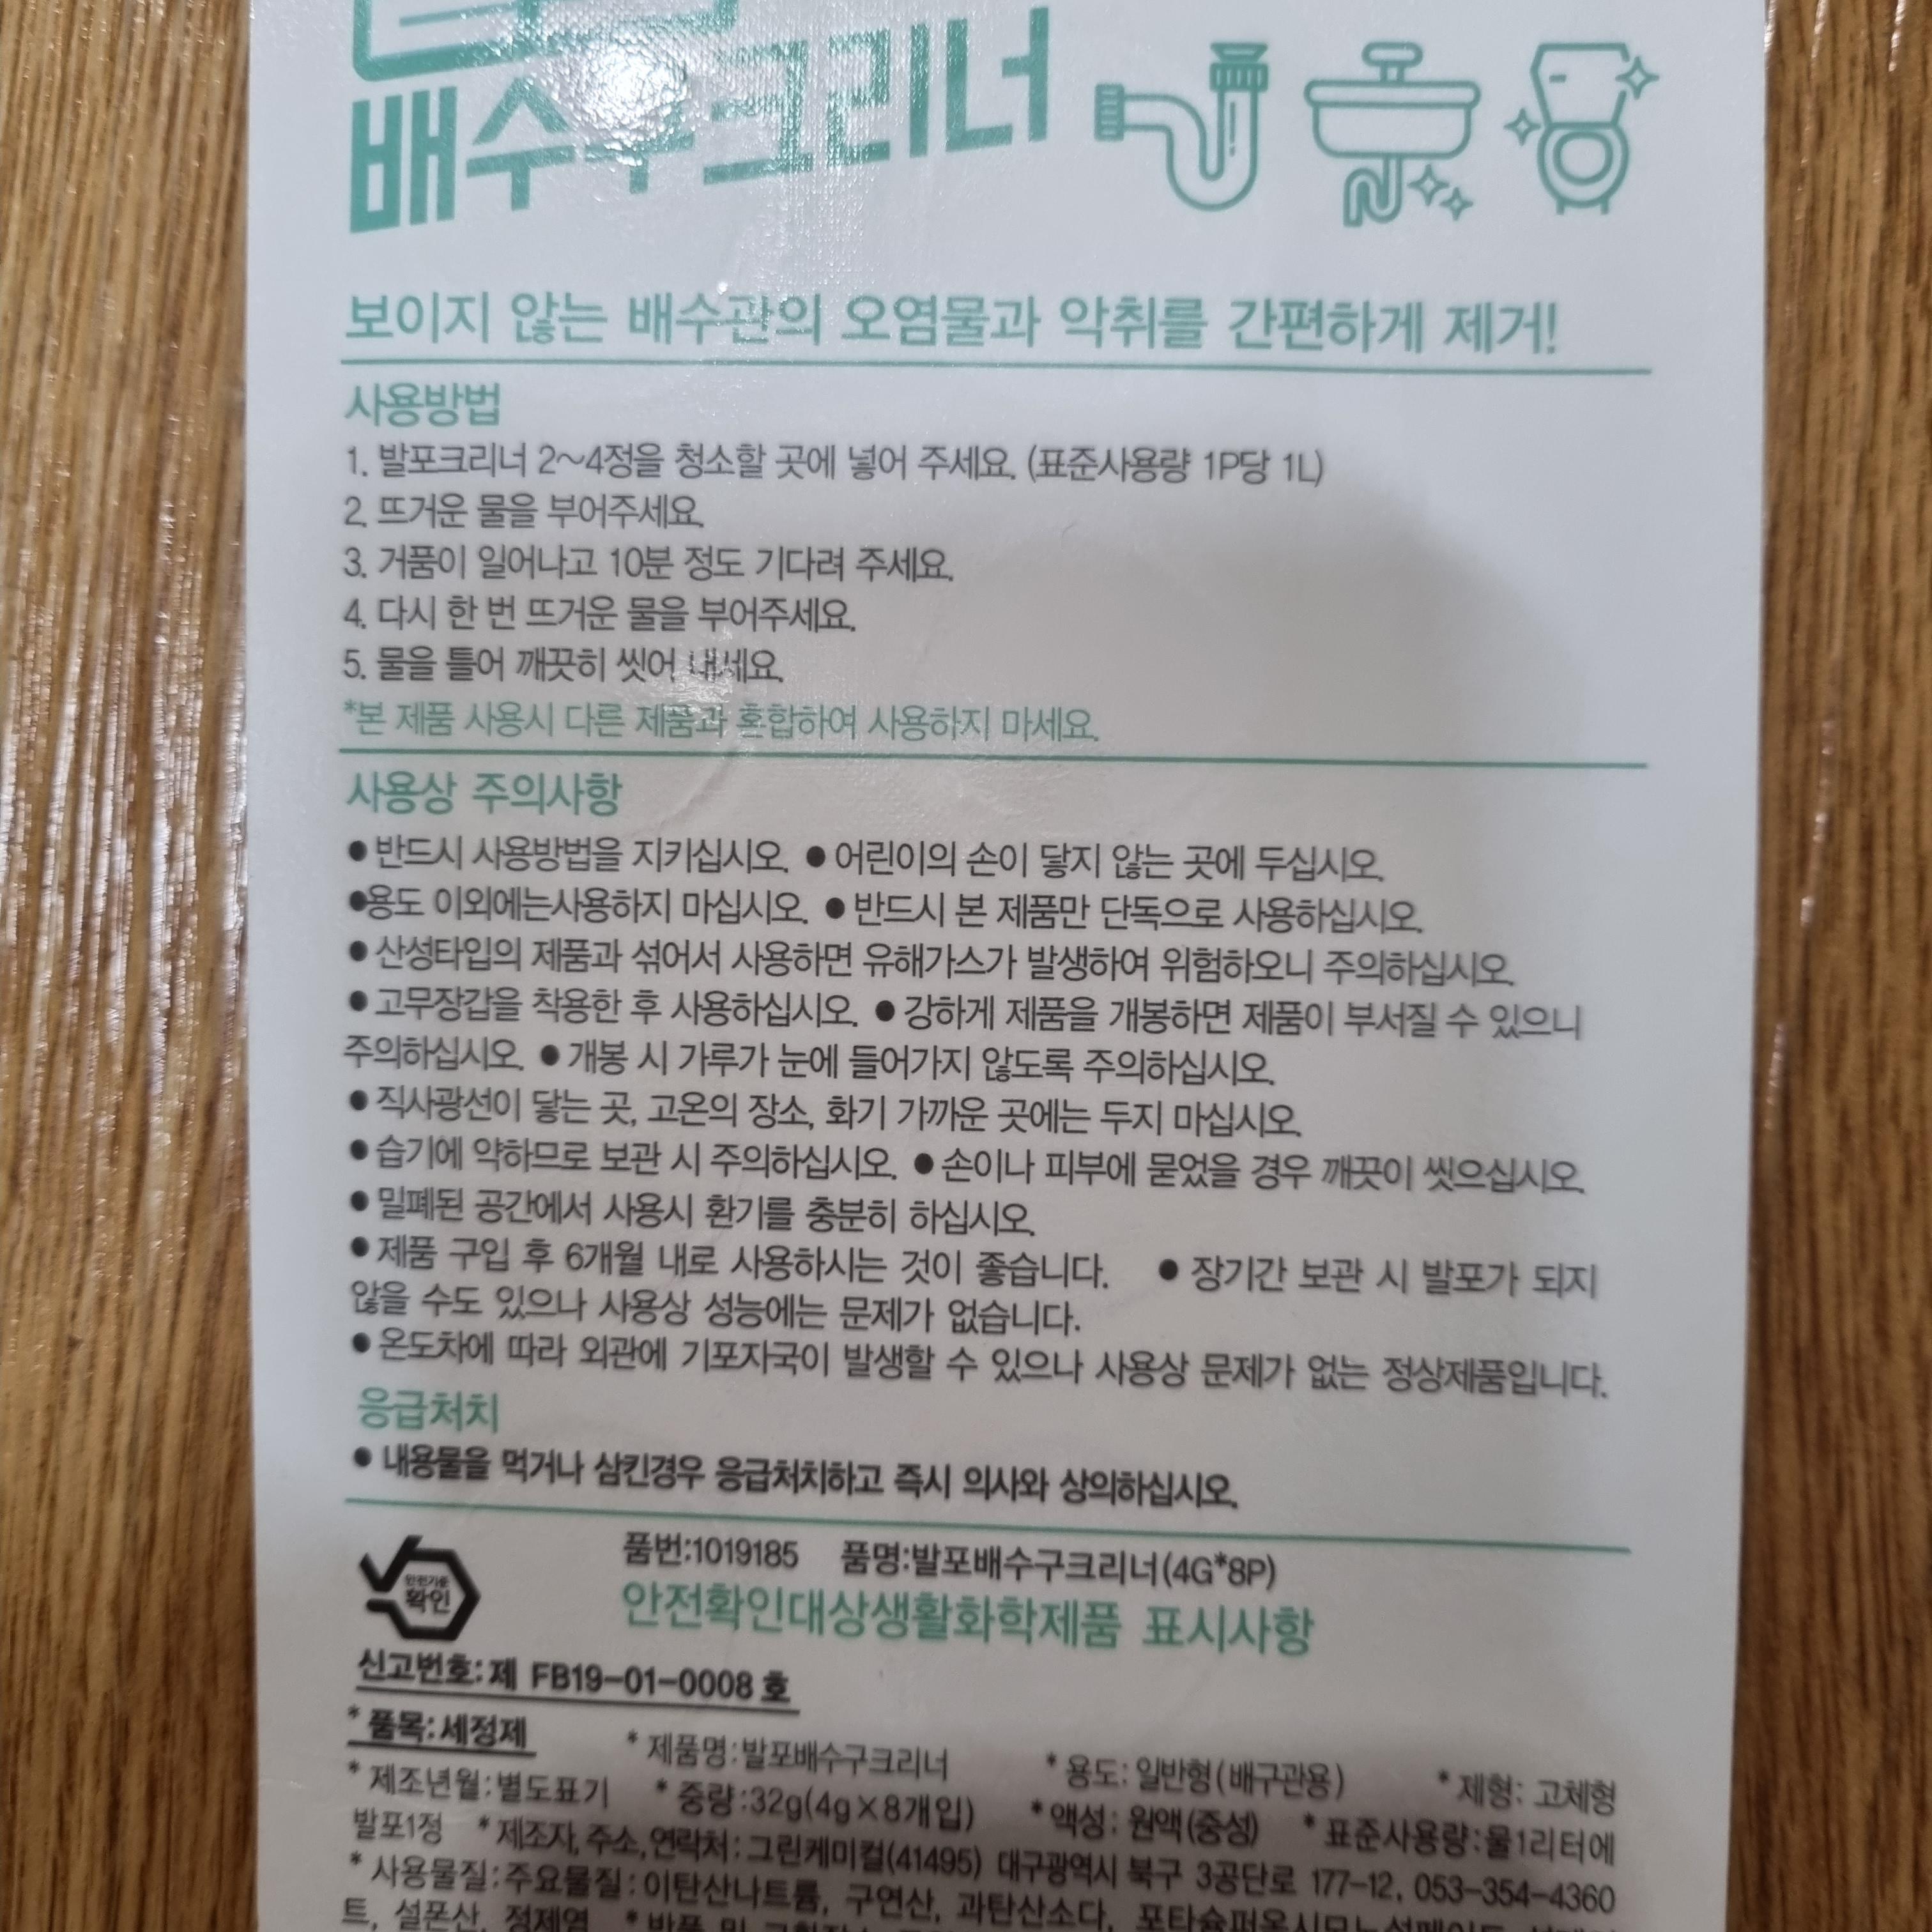 배수구크리너
보이지 않는 배수관의 오염물과 악취를 간편하게 제거!
사용방법
1. 발포크리너 2~4정을 청소할 곳에 넣어 주세요. (표준사용량 1P당 1L)
2. 뜨거운 물을 부어주세요.
3. 거품이 일어나고 10분 정도 기다려 주세요.
4. 다시 한 번 뜨거운 물을 부어주세요.
5. 물을 틀어 깨끗히 씻어 내세요.
*본 제품 사용시 다른 제품과 혼합하여 사용하지 마세요.
사용상 주의사항
● 반드시 사용방법을 지키십시오. ● 어린이의 손이 닿지 않는 곳에 두십시오.
●용도 이외에는사용하지 마십시오. ● 반드시 본 제품만 단독으로 사용하십시오.
● 산성타입의 제품과 섞어서 사용하면 유해가스가 발생하여 위험하오니 주의하십시오.
● 고무장갑을 착용한 후 사용하십시오. ● 강하게 제품을 개봉하면 제품이 부서질 수 있으니
주의하십시오. ● 개봉 시 가루가 눈에 들어가지 않도록 주의하십시오.
● 직사광선이 닿는 곳, 고온의 장소, 화기 가까운 곳에는 두지 마십시오.
● 습기에 약하므로 보관 시 주의하십시오. ● 손이나 피부에 묻었을 경우 깨끗이 씻으십시오.
● 밀폐된 공간에서 사용시 환기를 충분히 하십시오.
● 제품 구입 후 6개월 내로 사용하시는 것이 좋습니다. ● 장기간 보관 시 발포가 되지
않을 수도 있으나 사용상 성능에는 문제가 없습니다.
● 온도차에 따라 외관에 기포자국이 발생할 수 있으나 사용상 문제가 없는 정상제품입니다.
응급처치
● 내용물을 먹거나 삼킨경우 응급처치하고 즉시 의사와 상의하십시오.
안전기준
확인
품번:1019185 품명:발포배수구크리너(4G*8P)
안전확인대상생활화학제품 표시사항
신고번호:제 FB19-01-0008 호
* 품목:세정제 * 제품명:발포배수구크리너 * 용도: 일반형(배구관용) * 제형: 고체형
* 제조년월:별도표기 * 중량:32g(4g×8개입) * 액성: 원액(중성) * 표준사용량:물1리터에
발포1정 * 제조자,주소,연락처:그린케미컬(41495) 대구광역시 북구 3공단로 177-12, 053-354-4360
* 사용물질:주요물질:이탄산나트륨, 구연산, 과탄산소다,
트, 설폰산, 정제염